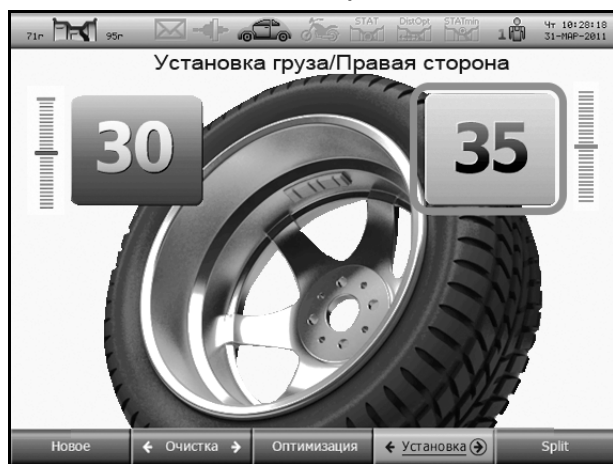 71г 95г STAT DistOpt STATmin 1 Чт 10:28:18
31-МАР-2011
Установка груза/Правая сторона
30 35
Новое Очистка Оптимизация Установка Split